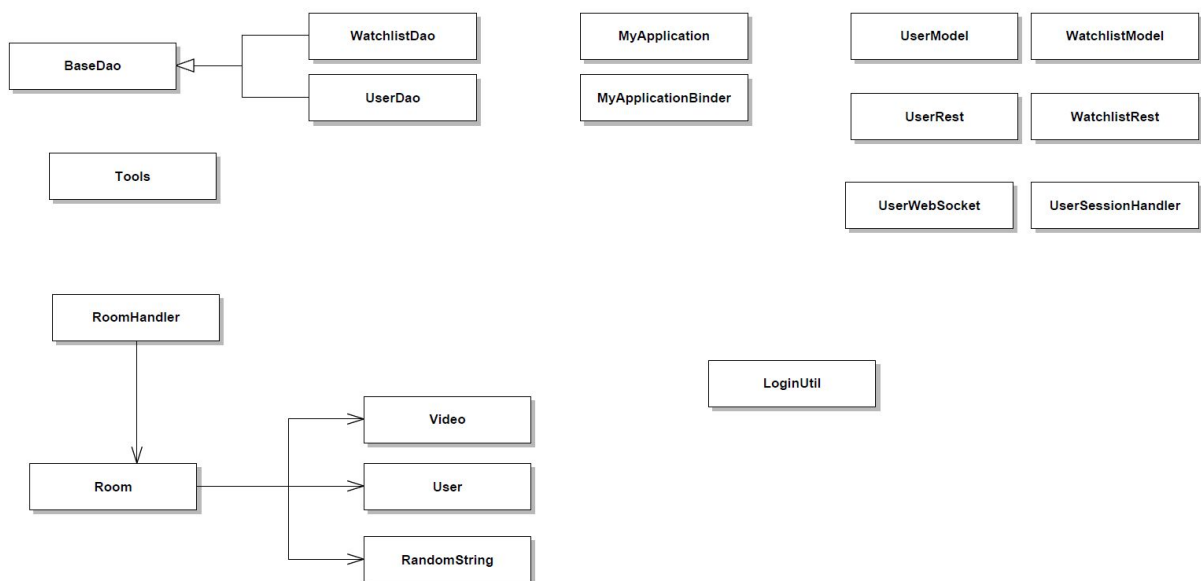 WatchlistDao
MyApplication
UserModel
WatchlistModel
BaseDao
UserDao
MyApplicationBinder
UserRest
WatchlistRest
Tools
UserWebSocket
UserSessionHandler
RoomHandler
LoginUtil
Video
Room
User
RandomString